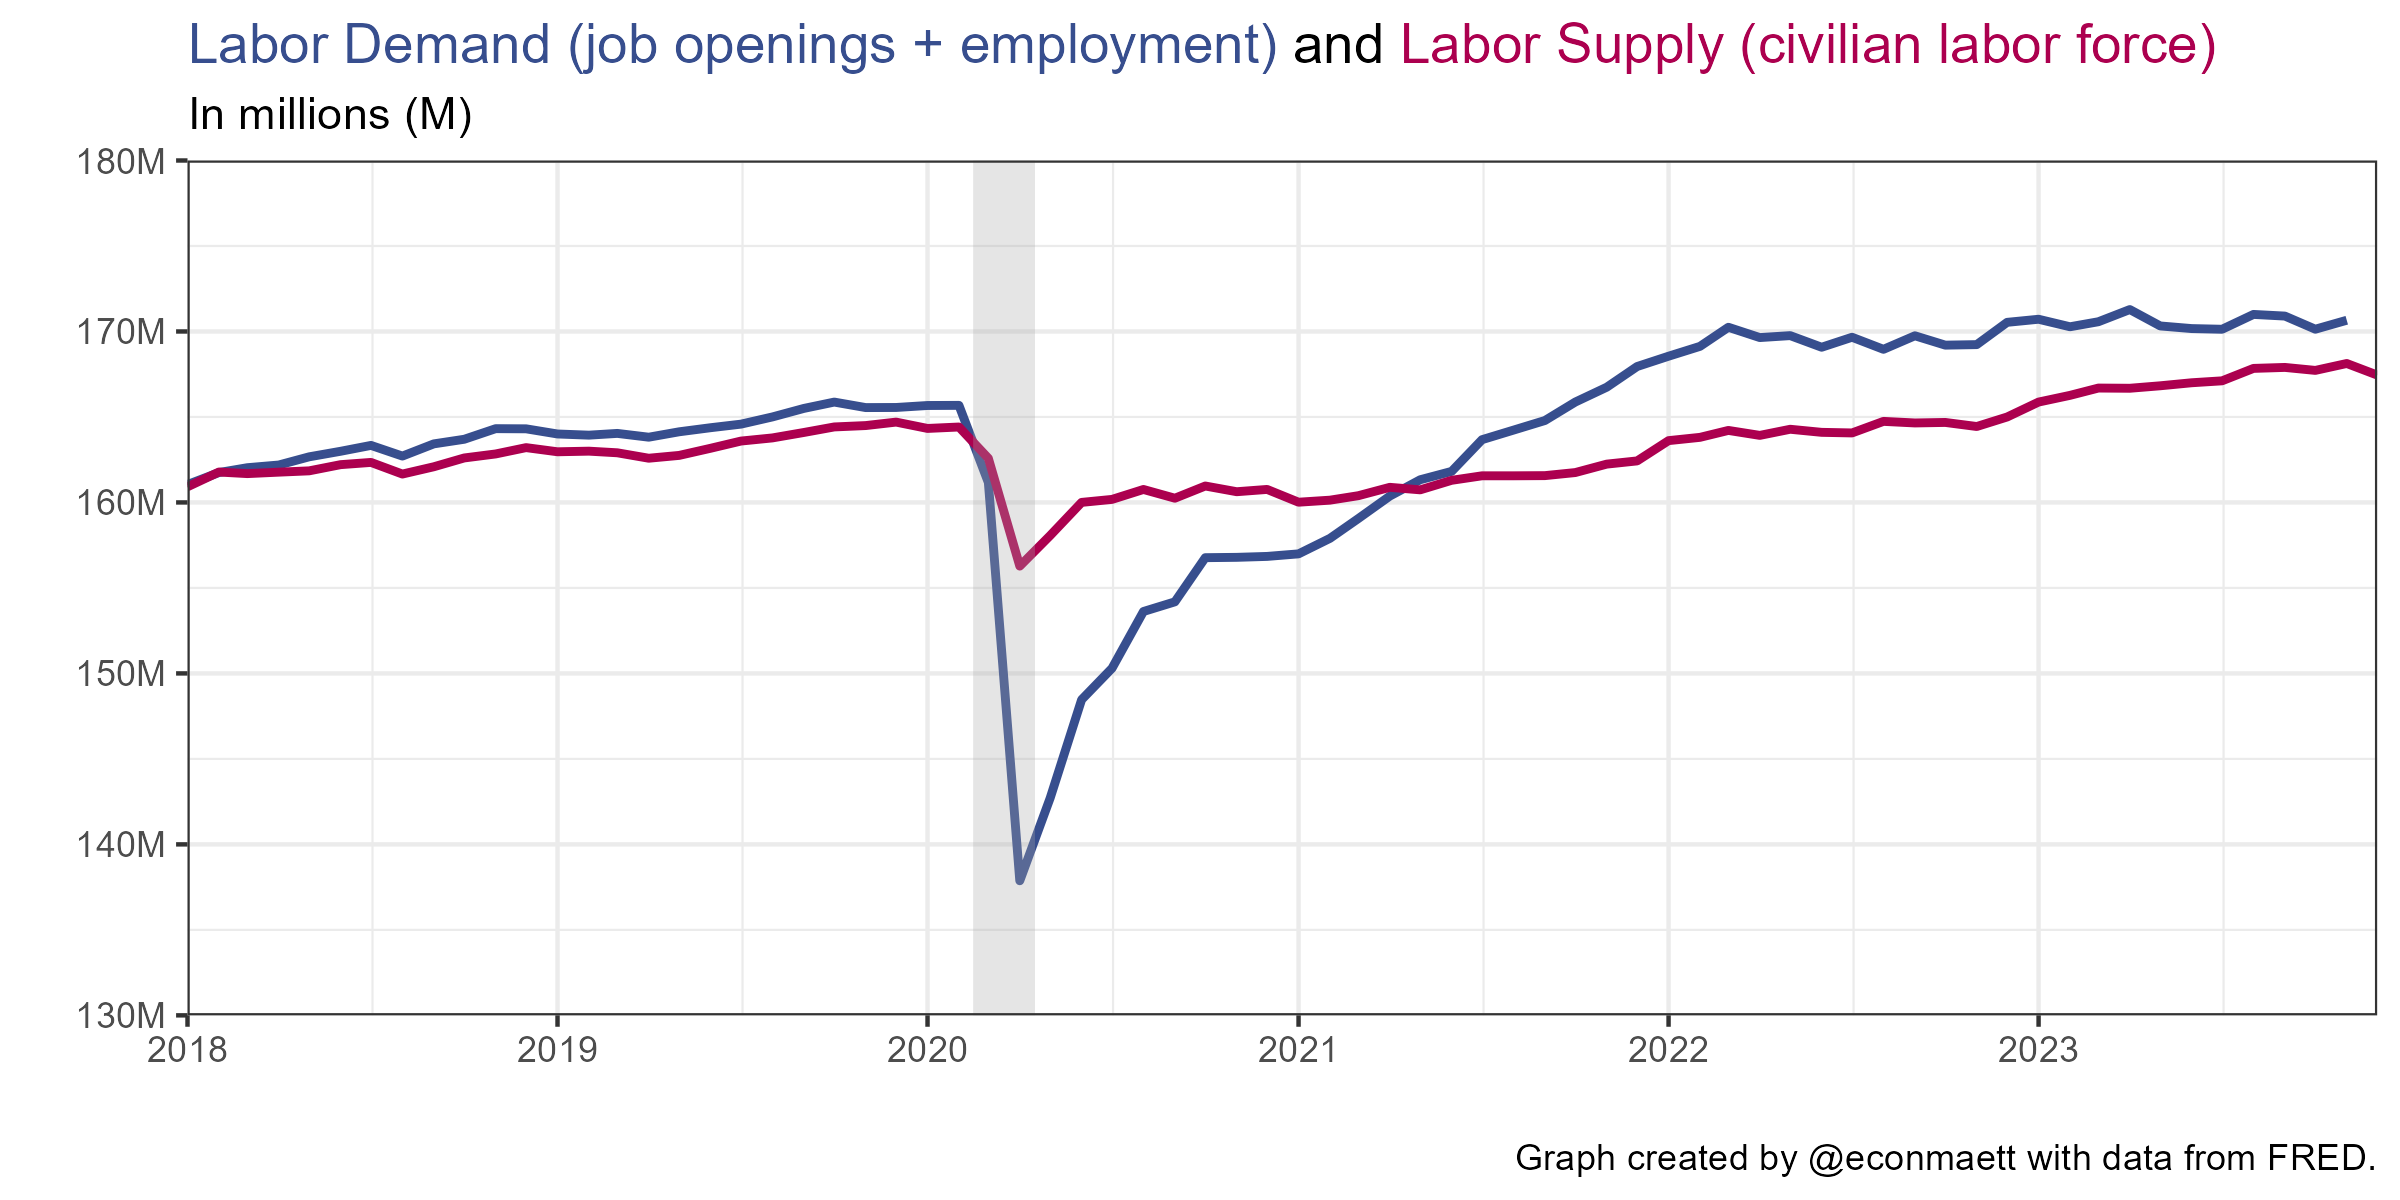 Labor Demand (job openings + employment) and Labor Supply (civilian labor force)
In millions (M)
180M
170M
160M
150M
140M
130M
2018 2019 2020 2021 2022 2023
Graph created by @econmaett with data from FRED.